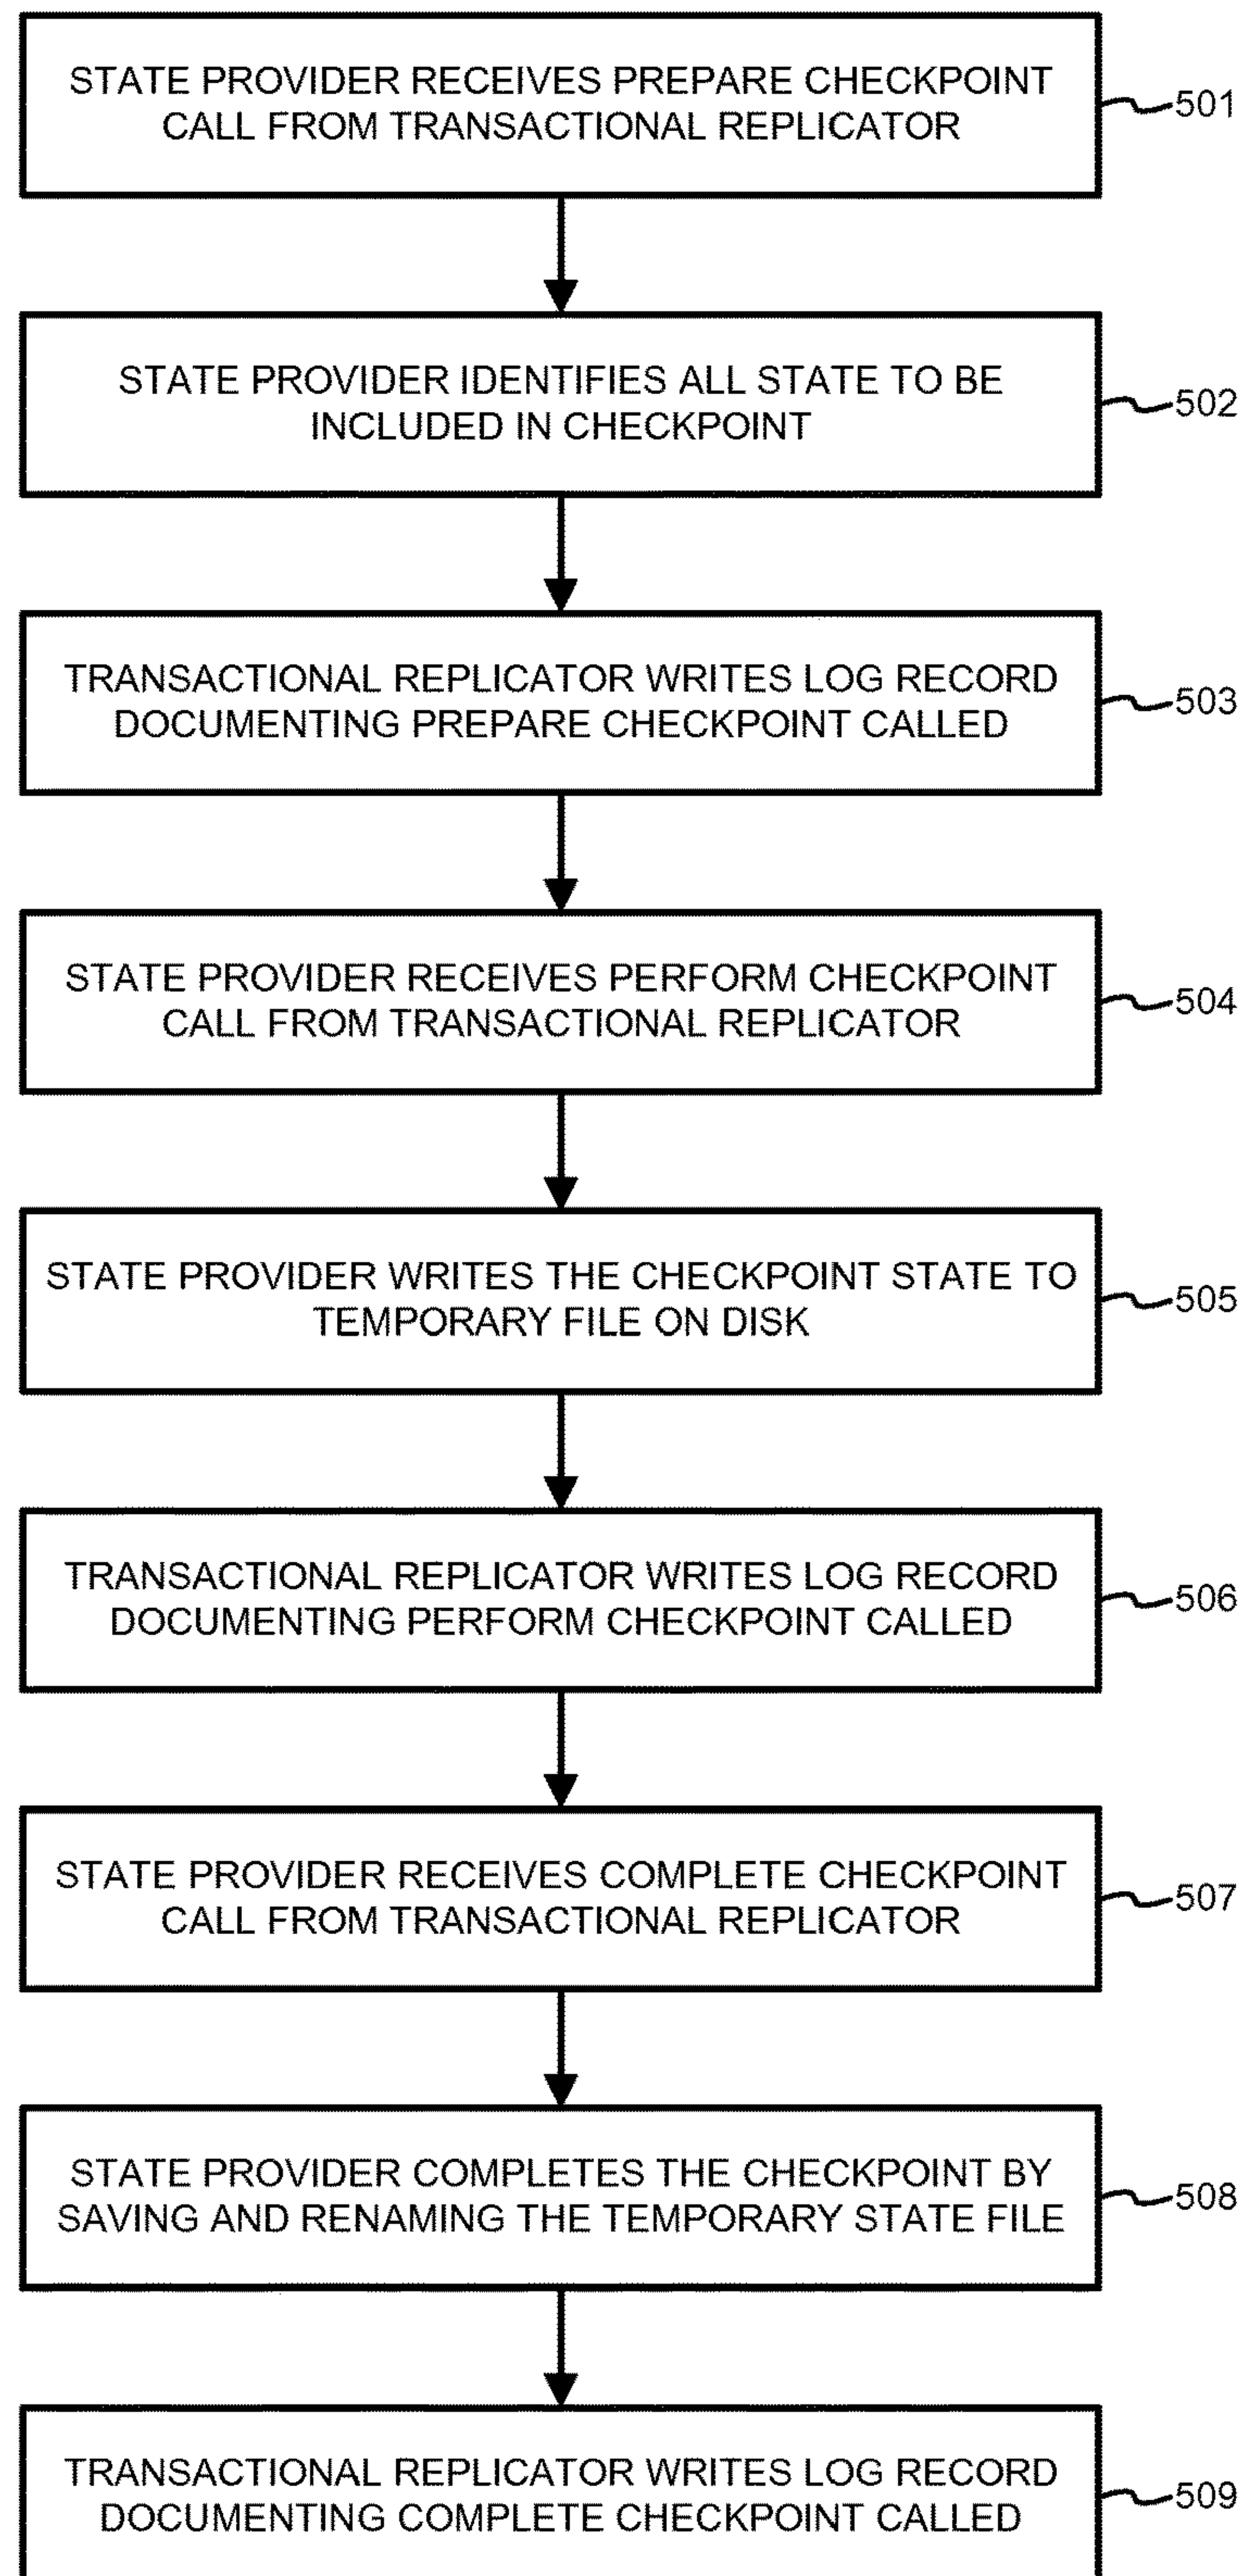 STATE PROVIDER RECEIVES PREPARE CHECKPOINT
CALL FROM TRANSACTIONAL REPLICATOR
501
STATE PROVIDER IDENTIFIES ALL STATE TO BE
INCLUDED IN CHECKPOINT
502
TRANSACTIONAL REPLICATOR WRITES LOG RECORD
DOCUMENTING PREPARE CHECKPOINT CALLED
503
STATE PROVIDER RECEIVES PERFORM CHECKPOINT
CALL FROM TRANSACTIONAL REPLICATOR
504
STATE PROVIDER WRITES THE CHECKPOINT STATE TO
TEMPORARY FILE ON DISK
505
TRANSACTIONAL REPLICATOR WRITES LOG RECORD
DOCUMENTING PERFORM CHECKPOINT CALLED
506
STATE PROVIDER RECEIVES COMPLETE CHECKPOINT
CALL FROM TRANSACTIONAL REPLICATOR
507
STATE PROVIDER COMPLETES THE CHECKPOINT BY
SAVING AND RENAMING THE TEMPORARY STATE FILE
508
TRANSACTIONAL REPLICATOR WRITES LOG RECORD
DOCUMENTING COMPLETE CHECKPOINT CALLED
509